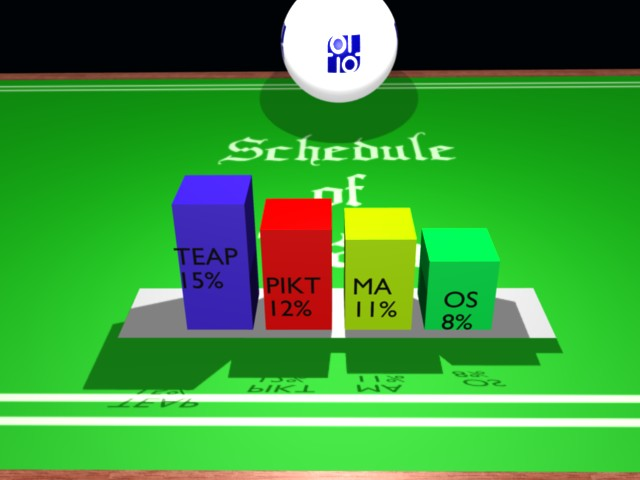 01
10
Schedule
of
TEAP
15%
PIKT
12%
MA
11%
OS
8%